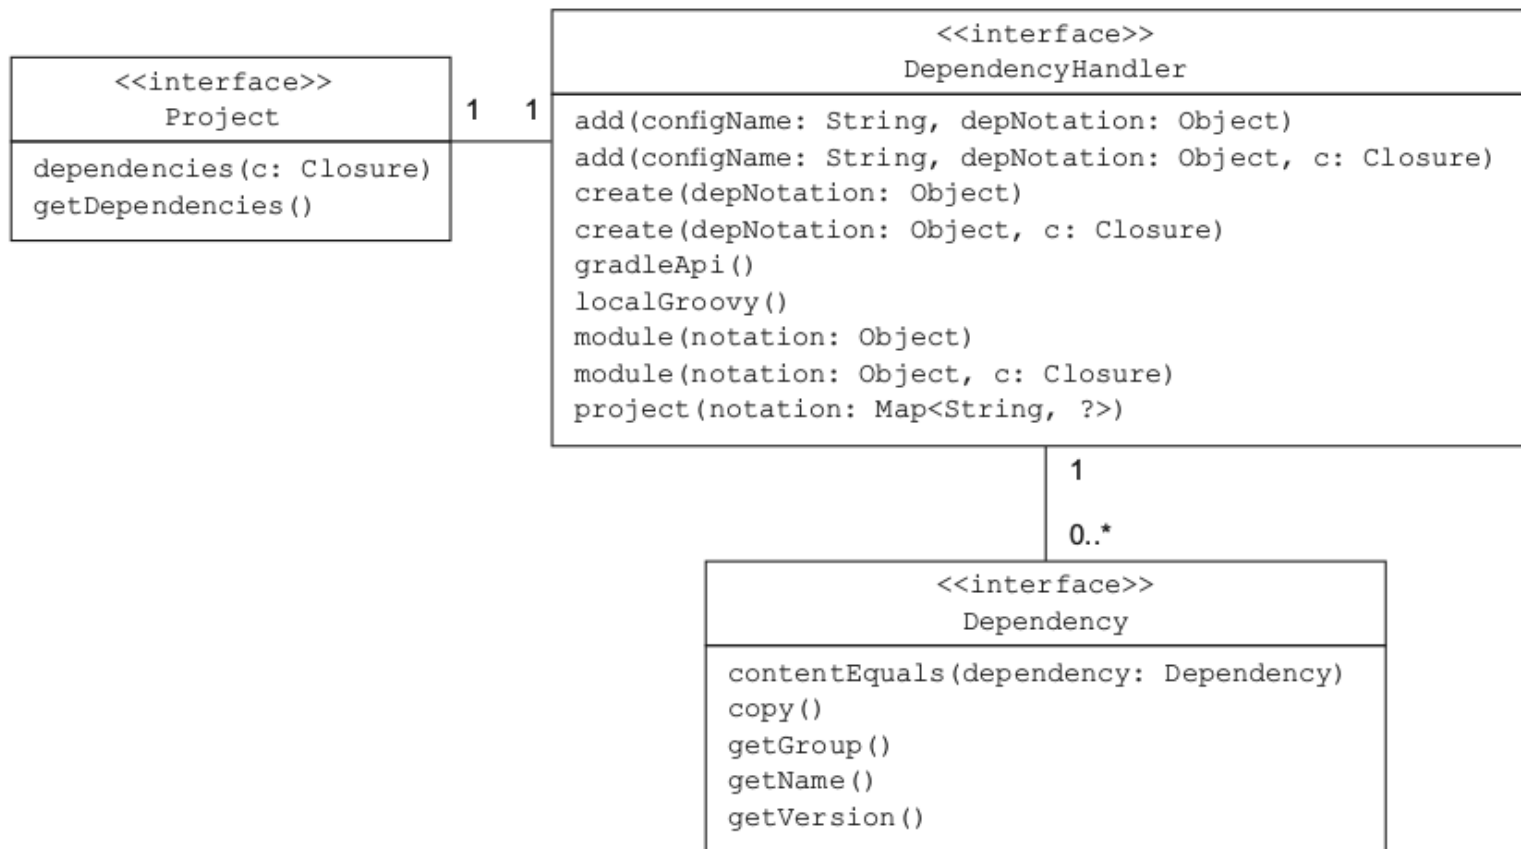 <<interface>>
Project
dependencies(c: Closure)
getDependencies()
1 1
<<interface>>
DependencyHandler
add(configName: String, depNotation: Object)
add(configName: String, depNotation: Object, c: Closure)
create(depNotation: Object)
create(depNotation: Object, c: Closure)
gradleApi()
localGroovy()
module(notation: Object)
module(notation: Object, c: Closure)
project(notation: Map<String, ?>)
1
0..*
<<interface>>
Dependency
contentEquals(dependency: Dependency)
copy()
getGroup()
getName()
getVersion()